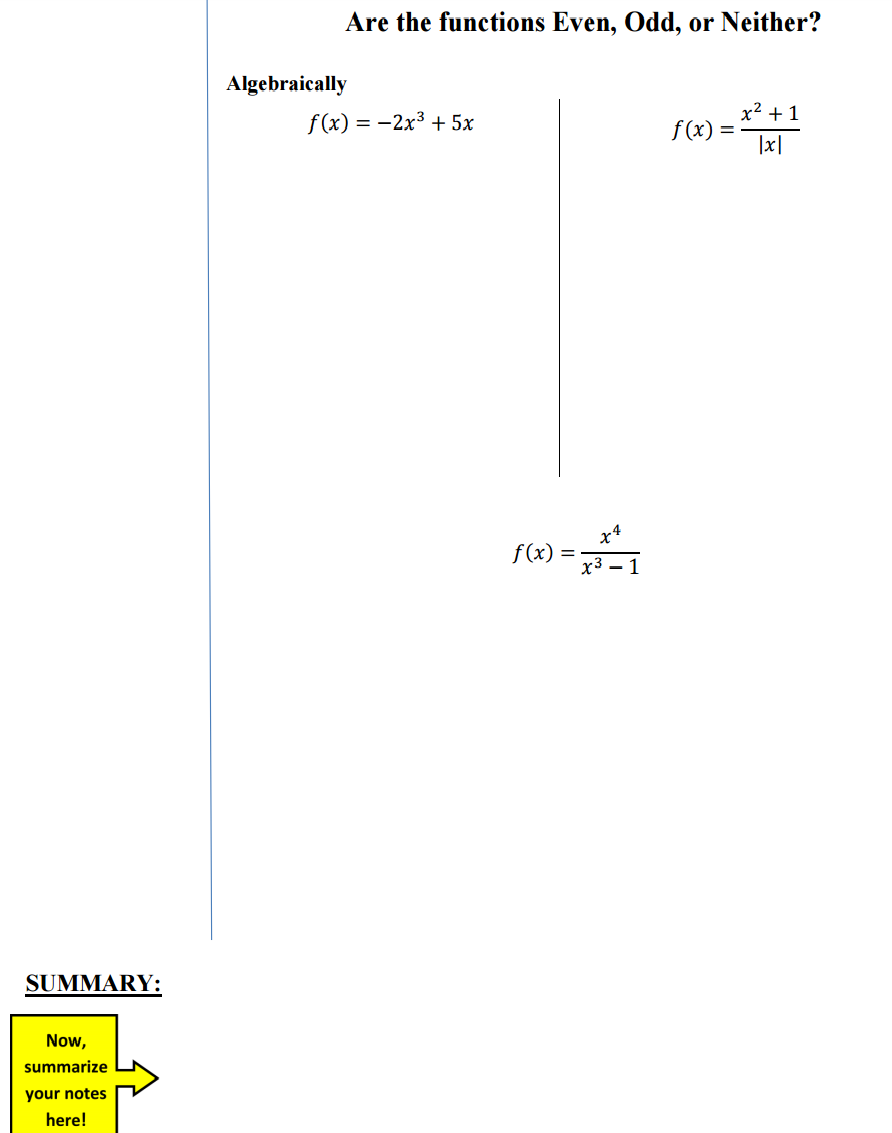 Are the functions Even, Odd, or Neither?
Algebraically
f(x) = −2x³ + 5x
f(x) = (x² + 1)/|x|
f(x) = x⁴/(x³ − 1)
SUMMARY:
Now,
summarize
your notes
here!